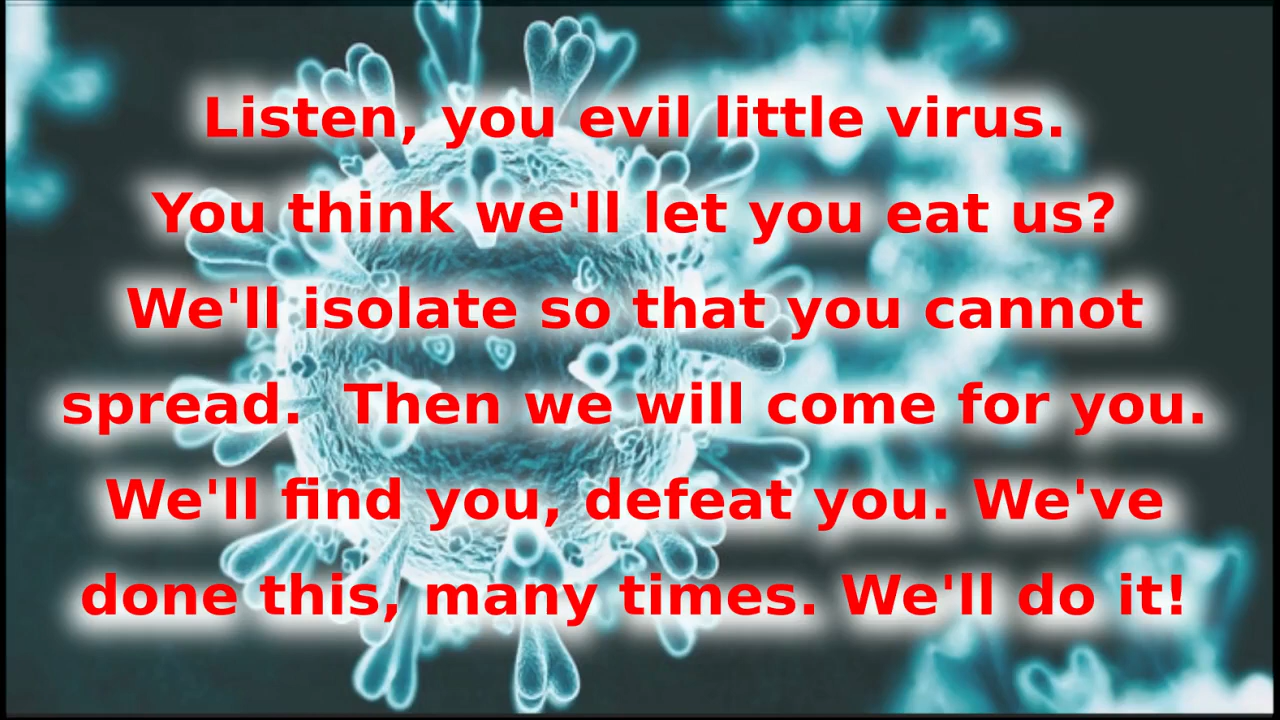 Listen, you evil little virus.
You think we'll let you eat us?
We'll isolate so that you cannot
spread.  Then we will come for you.
We'll find you, defeat you. We've
done this, many times. We'll do it!